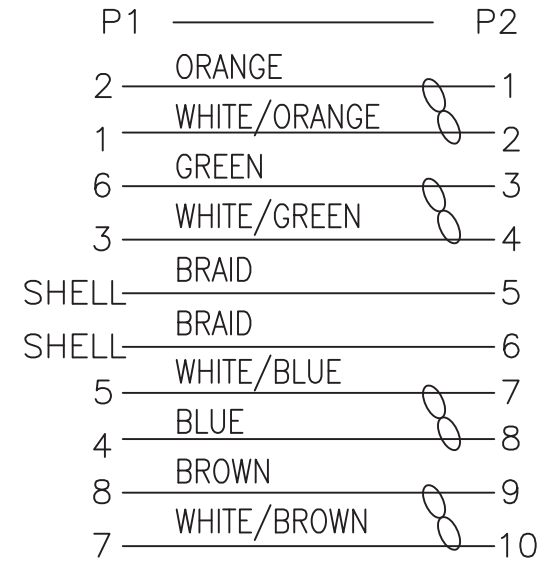 P1 P2
2 ORANGE 1
1 WHITE/ORANGE 2
6 GREEN 3
3 WHITE/GREEN 4
SHELL BRAID 5
SHELL BRAID 6
5 WHITE/BLUE 7
4 BLUE 8
8 BROWN 9
7 WHITE/BROWN 10